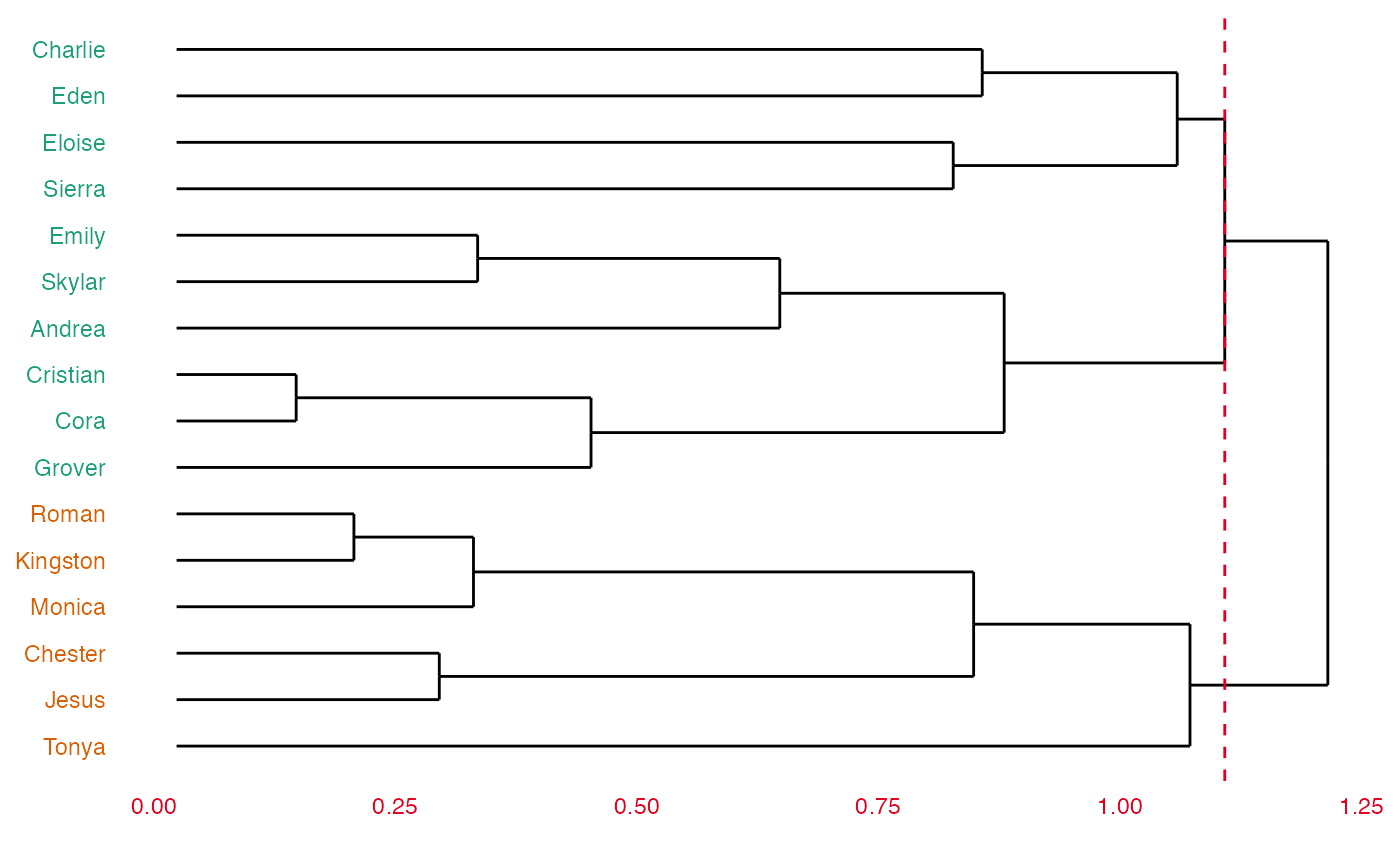 Charlie
Eden
Eloise
Sierra
Emily
Skylar
Andrea
Cristian
Cora
Grover
Roman
Kingston
Monica
Chester
Jesus
Tonya
0.00 0.25 0.50 0.75 1.00 1.25